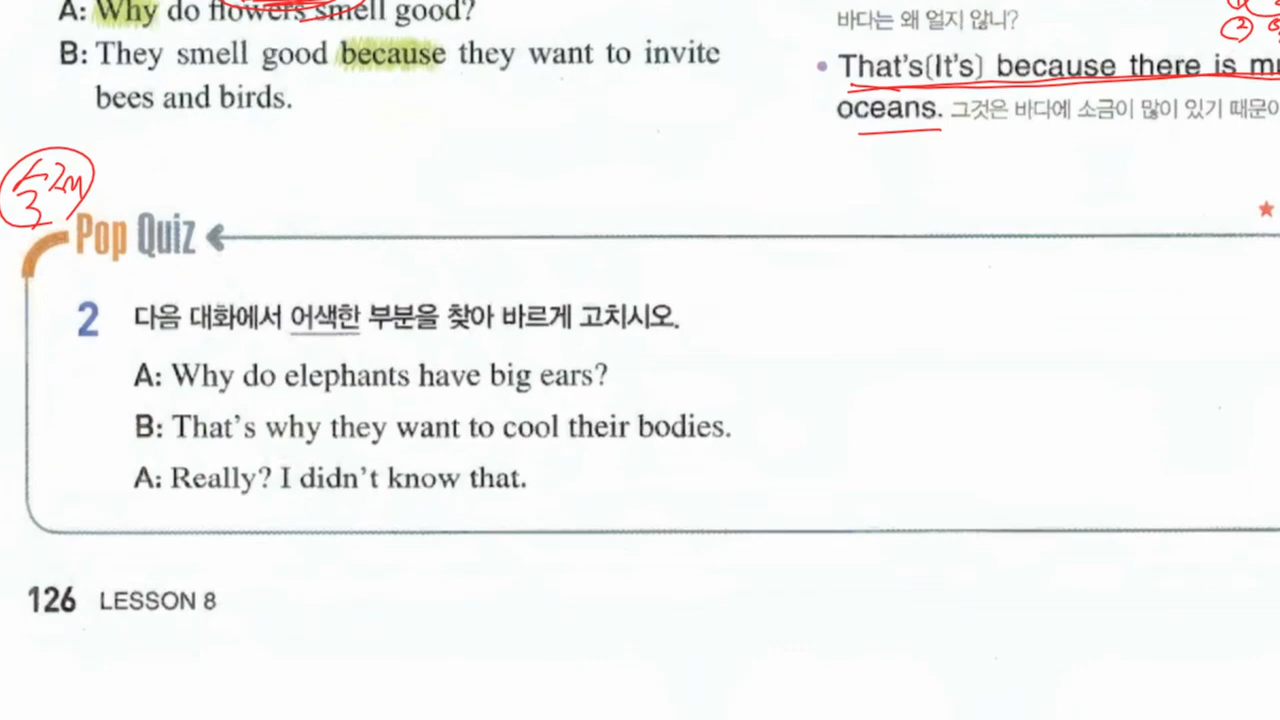 A: Why do flowers smell good?
B: They smell good because they want to invite
bees and birds.
바다는 왜 얼지 않니?
• That's(It's) because there is
oceans. 그것은 바다에 소금이 많이 있기
숙제
Pop Quiz
2 다음 대화에서 어색한 부분을 찾아 바르게 고치시오.
A: Why do elephants have big ears?
B: That's why they want to cool their bodies.
A: Really? I didn't know that.
126 LESSON 8